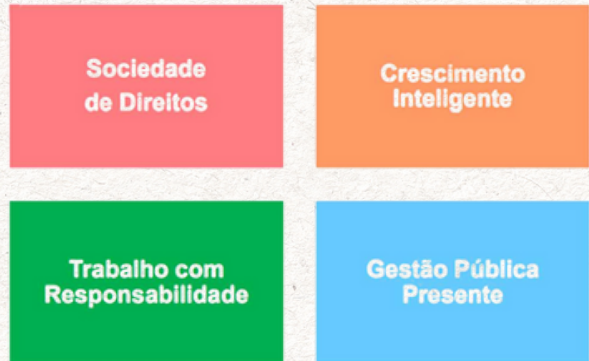 Sociedade
de Direitos
Crescimento
Inteligente
Trabalho com
Responsabilidade
Gestão Pública
Presente